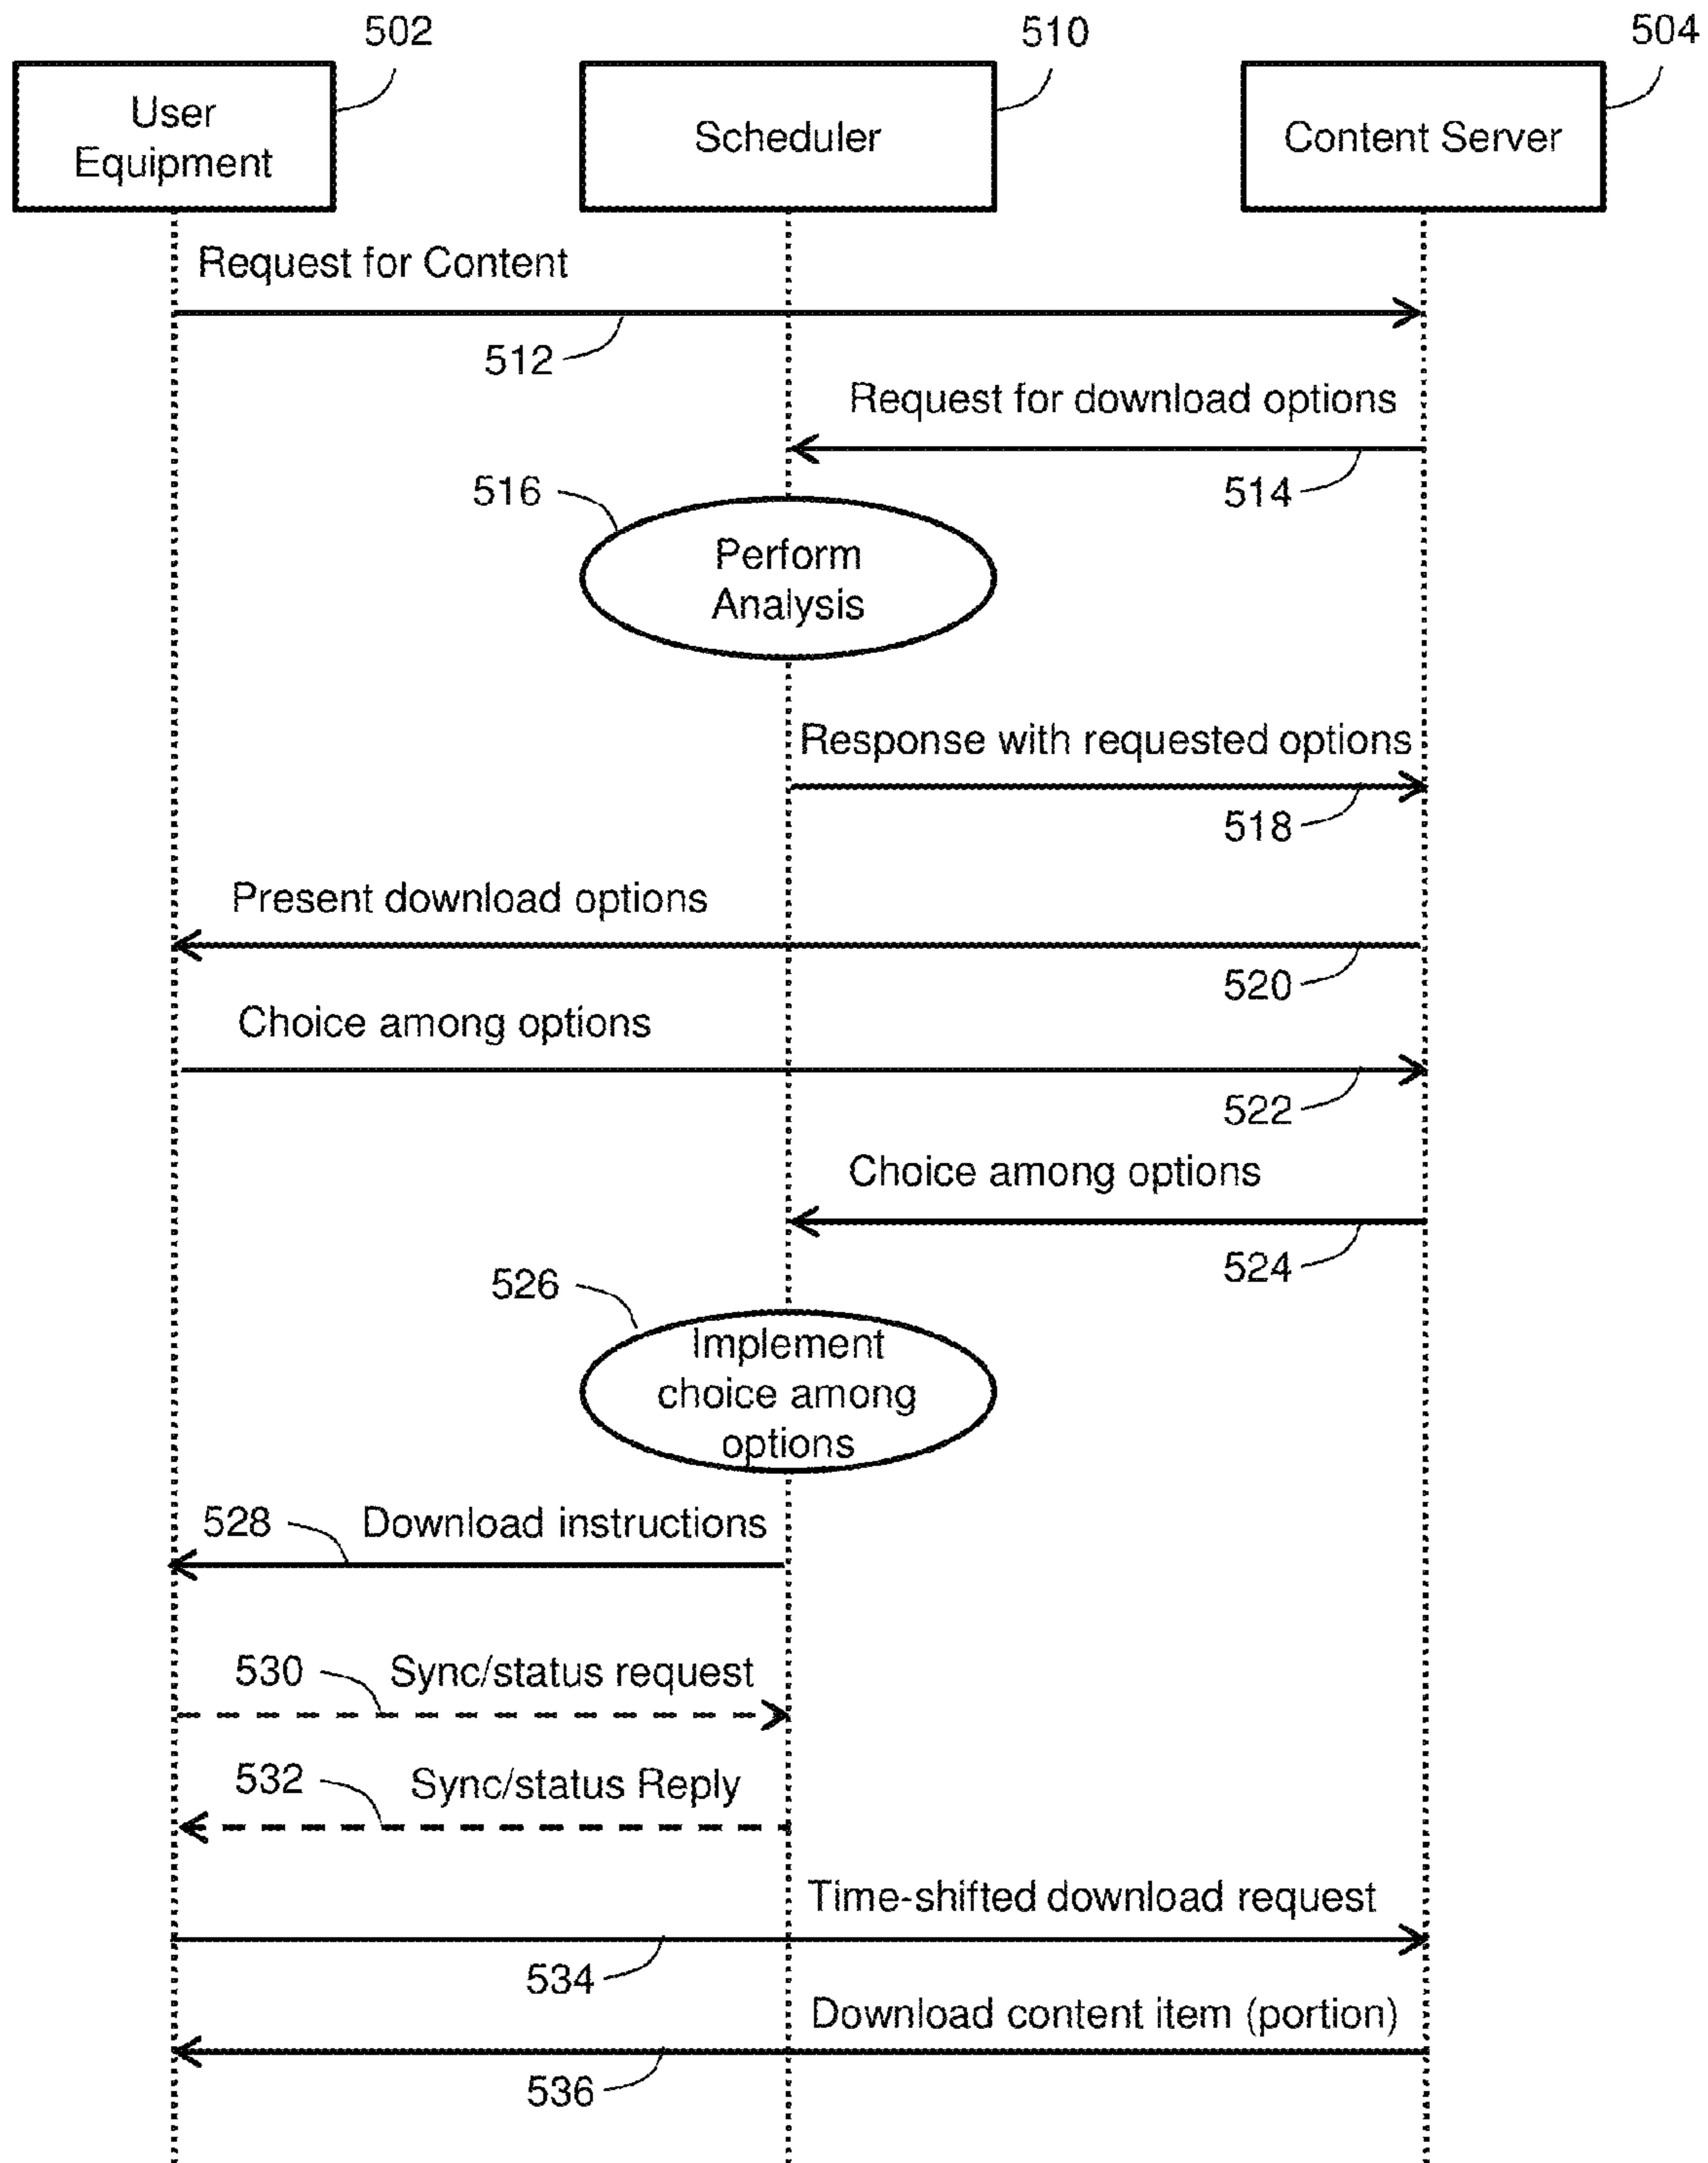 502
510
504
User
Equipment
Scheduler
Content Server
Request for Content
512
Request for download options
514
516
Perform
Analysis
Response with requested options
518
Present download options
520
Choice among options
522
Choice among options
524
526
Implement
choice among
options
528
Download instructions
530
Sync/status request
532
Sync/status Reply
Time-shifted download request
534
Download content item (portion)
536